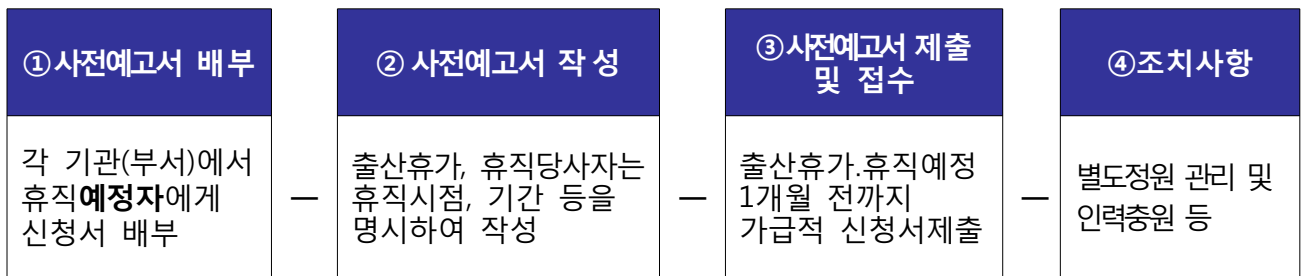 ①사전예고서 배부
각 기관(부서)에서
휴직예정자에게
신청서 배부
② 사전예고서 작성
출산휴가, 휴직당사자는
휴직시점, 기간 등을
명시하여 작성
③사전예고서 제출
및 접수
출산휴가.휴직예정
1개월 전까지
가급적 신청서제출
④조치사항
별도정원 관리 및
인력충원 등